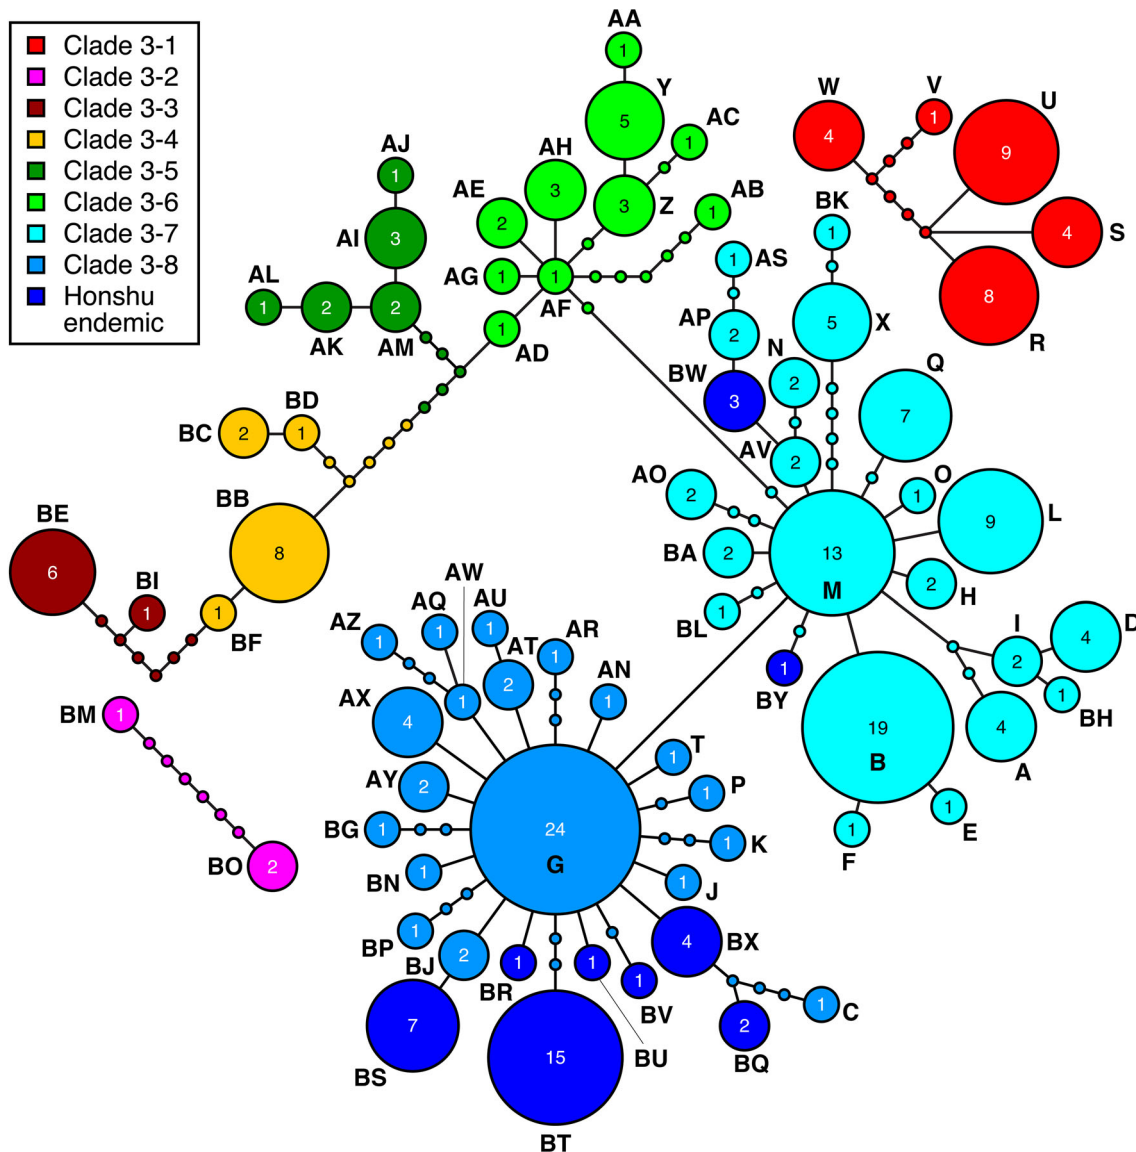 Clade 3-1
Clade 3-2
Clade 3-3
Clade 3-4
Clade 3-5
Clade 3-6
Clade 3-7
Clade 3-8
Honshu
endemic
AA
1
Y
5
AC
1
AH
3
AE
2
Z
3
AB
1
AG
1
AF
1
AD
1
AJ
1
AI
3
AL
1
AK
2
AM
2
W
4
V
1
U
9
S
4
R
8
BK
1
X
5
AS
1
AP
2
BW
3
N
2
AV
2
Q
7
O
1
L
9
AO
2
BA
2
BL
1
13
M
H
2
BY
1
I
2
D
4
BH
1
A
4
19
B
E
1
F
1
BC
2
BD
1
BB
8
BF
1
BE
6
BI
1
BM
1
BO
2
AZ
1
AQ
1
AW
1
AU
1
AT
2
AR
1
AN
1
AX
4
AY
2
T
1
P
1
BG
1
24
G
K
1
BN
1
J
1
BP
1
BJ
2
BR
1
BU
1
BV
1
BX
4
C
1
BQ
2
BS
7
15
BT